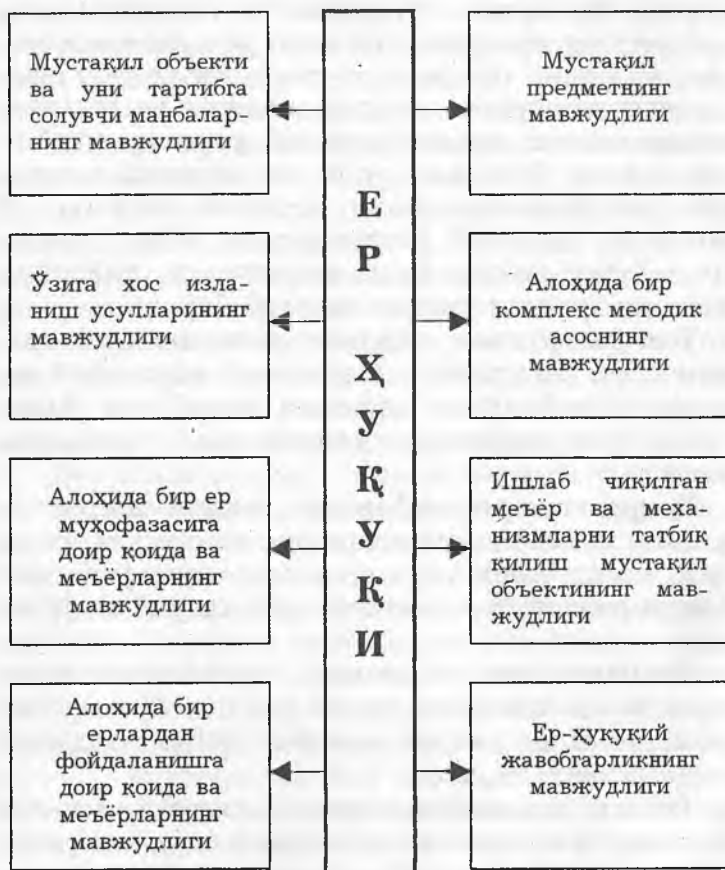 Мустақил объекти
ва уни тартибга
солувчи манбалар-
нинг мавжудлиги
Мустақил
предметнинг
мавжудлиги
Узига хос изла-
ниш усулларининг
мавжудлиги
Алоҳида бир
комплекс методик
асоснинг
мавжудлиги
Е
Р
Ҳ
У
Қ
У
Қ
И
Алоҳида бир ер
муҳофазасига
доир қоида ва
меъёрларнинг
мавжудлиги
Ишлаб чиқилган
меъёр ва меха-
низмларни татбиқ
қилиш мустақил
объектининг мав-
жудлиги
Алоҳида бир
ерлардан
фойдаланишга
доир қоида ва
меъёрларнинг
мавжудлиги
Ер-ҳуқуқий
жавобгарликнинг
мавжудлиги